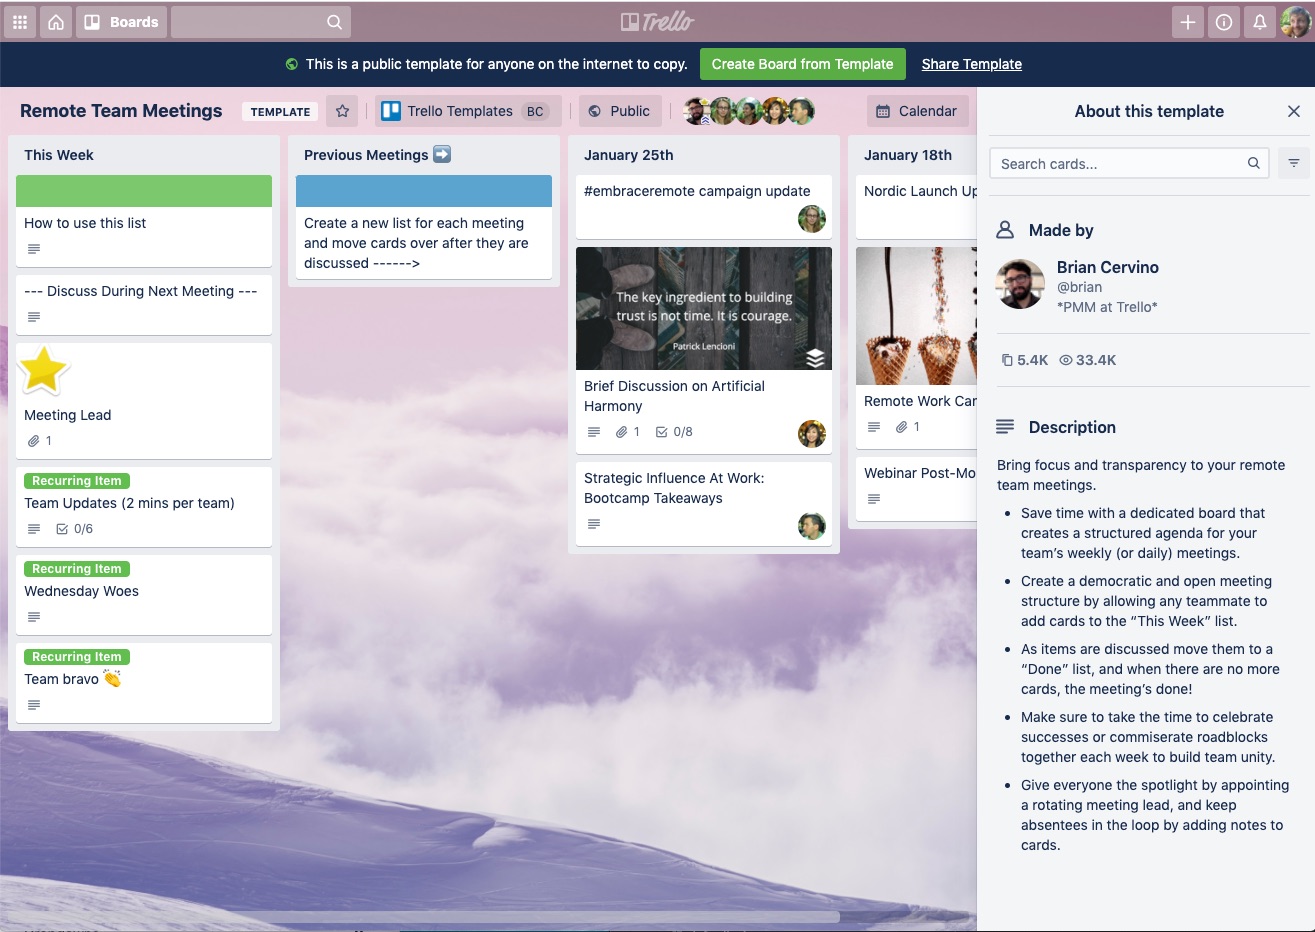 Boards
Trello
This is a public template for anyone on the internet to copy.
Create Board from Template
Share Template
Remote Team Meetings
TEMPLATE
Trello Templates
BC
Public
Calendar
This Week
How to use this list
--- Discuss During Next Meeting ---
Meeting Lead
1
Recurring Item
Team Updates (2 mins per team)
0/6
Recurring Item
Wednesday Woes
Recurring Item
Team bravo 👏
Previous Meetings ➡️
Create a new list for each meeting
and move cards over after they are
discussed ------>
January 25th
#embraceremote campaign update
The key ingredient to building
trust is not time. It is courage.
Patrick Lencioni
Brief Discussion on Artificial
Harmony
1
0/8
Strategic Influence At Work:
Bootcamp Takeaways
January 18th
Nordic Launch Up
Remote Work Car
1
Webinar Post-Mo
About this template
Search cards...
Made by
Brian Cervino
@brian
*PMM at Trello*
5.4K
33.4K
Description
Bring focus and transparency to your remote
team meetings.
• Save time with a dedicated board that
creates a structured agenda for your
team's weekly (or daily) meetings.
• Create a democratic and open meeting
structure by allowing any teammate to
add cards to the “This Week” list.
• As items are discussed move them to a
“Done” list, and when there are no more
cards, the meeting's done!
• Make sure to take the time to celebrate
successes or commiserate roadblocks
together each week to build team unity.
• Give everyone the spotlight by appointing
a rotating meeting lead, and keep
absentees in the loop by adding notes to
cards.